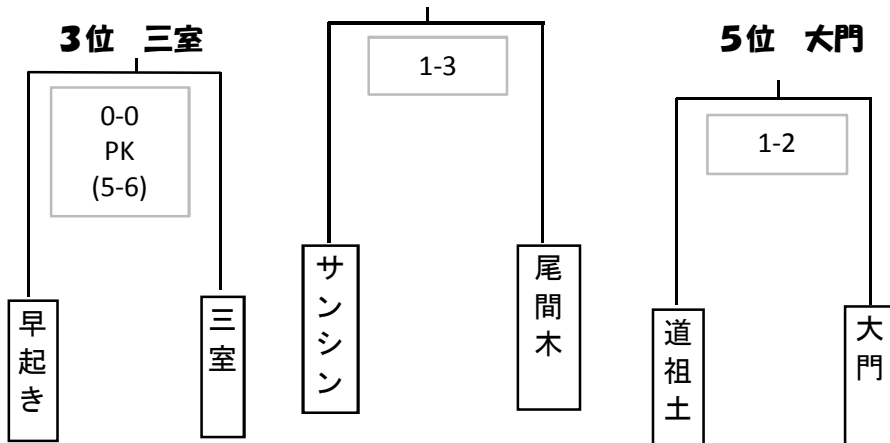 3位 三室
0-0
PK
(5-6)
早起き
三室
1-3
サンシン
尾間木
5位 大門
1-2
道祖土
大門